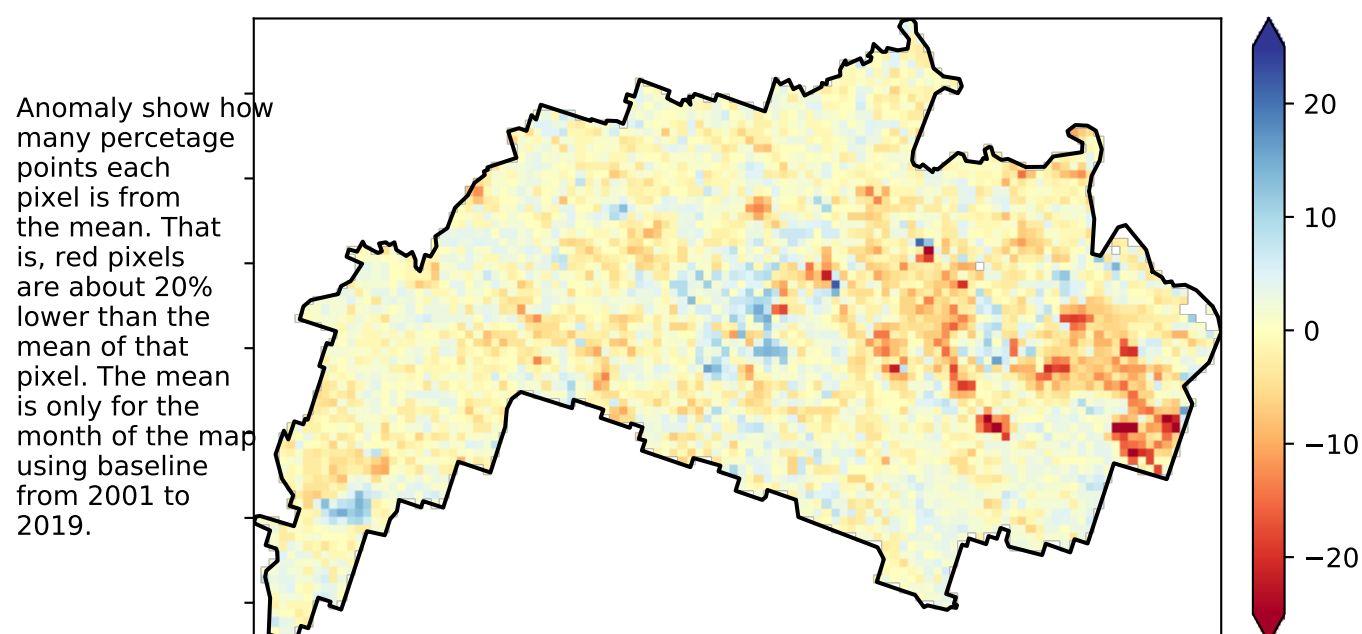 Anomaly show how
many percetage
points each
pixel is from
the mean. That
is, red pixels
are about 20%
lower than the
mean of that
pixel. The mean
is only for the
month of the map
using baseline
from 2001 to
2019.
20
10
0
−10
−20